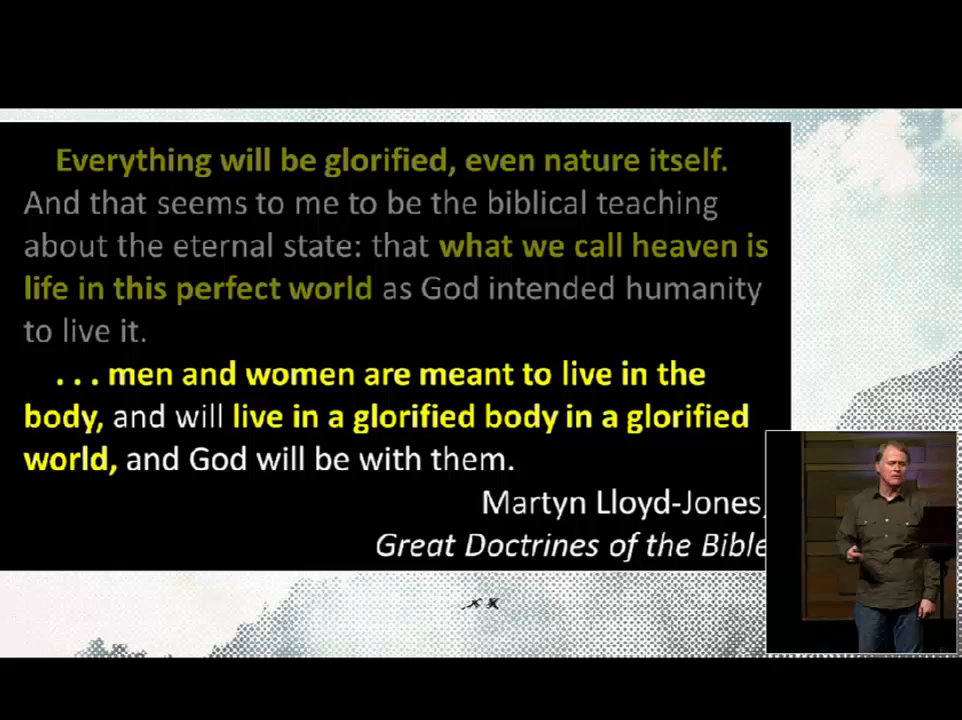 Everything will be glorified, even nature itself.
And that seems to me to be the biblical teaching
about the eternal state: that what we call heaven is
life in this perfect world as God intended humanity
to live it.
. . . men and women are meant to live in the
body, and will live in a glorified body in a glorified
world, and God will be with them.
Martyn Lloyd-Jones,
Great Doctrines of the Bible